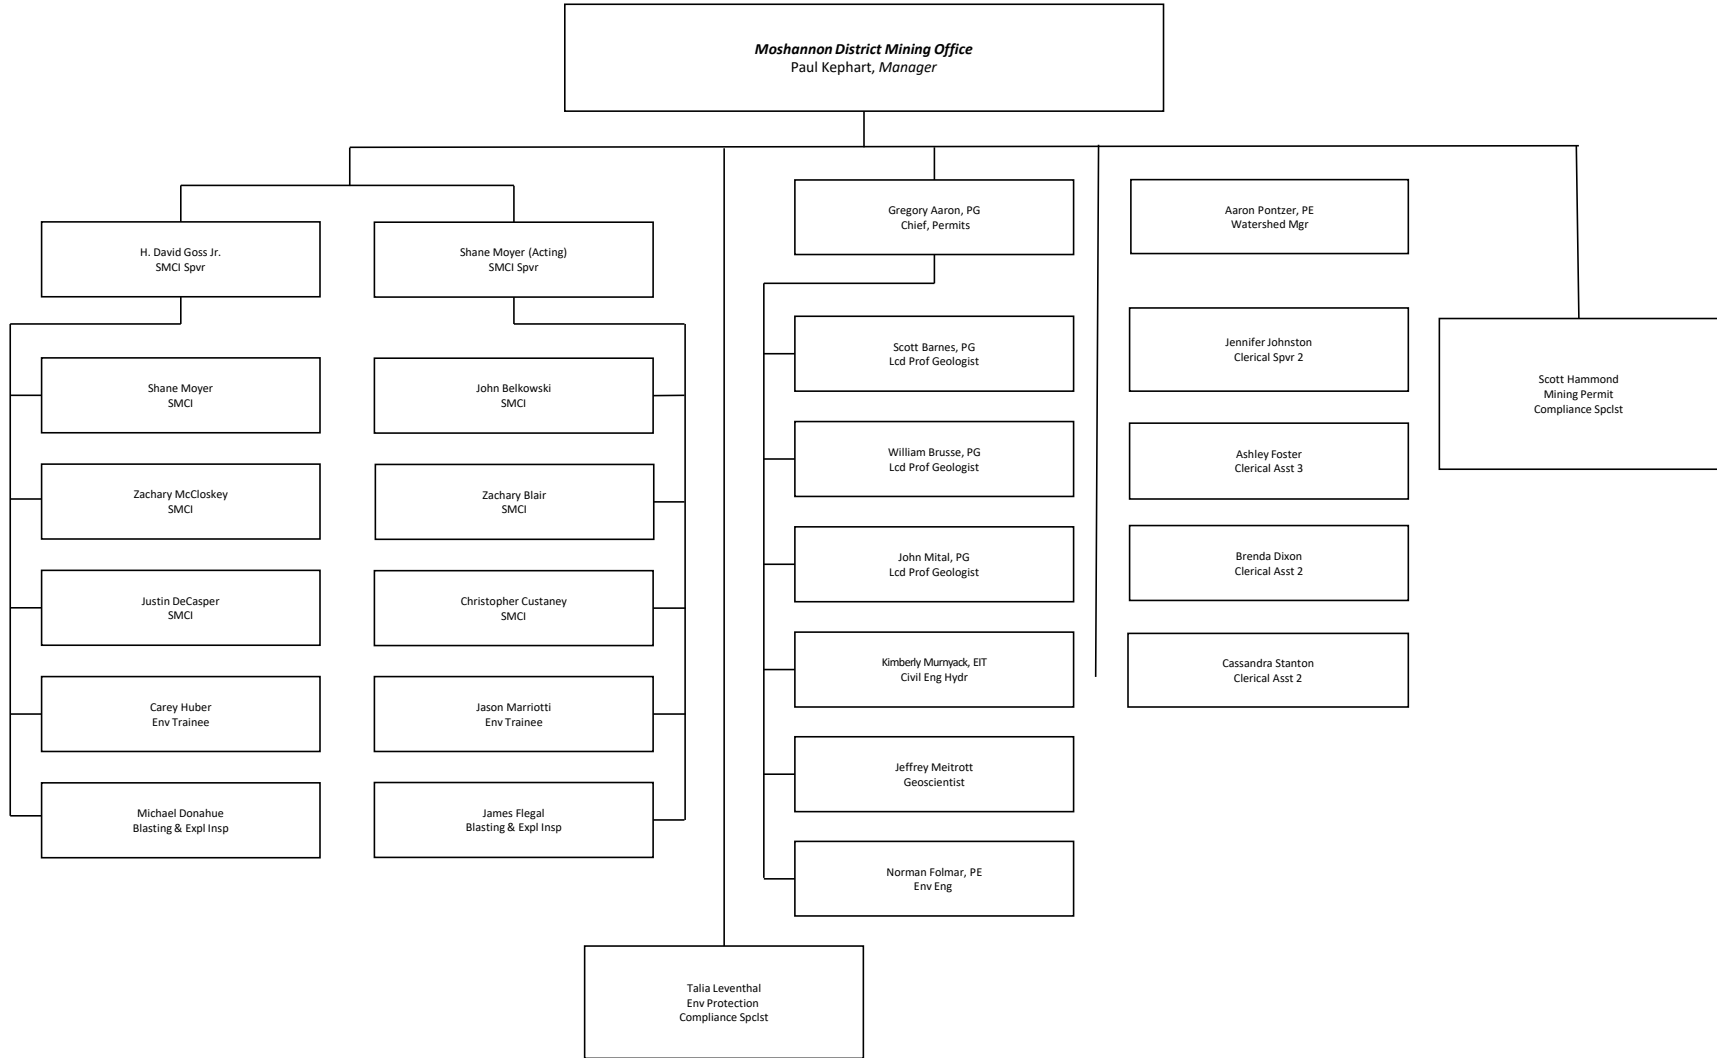 Moshannon District Mining Office
Paul Kephart, Manager
H. David Goss Jr.
SMCI Spvr
Shane Moyer
SMCI
Zachary McCloskey
SMCI
Justin DeCasper
SMCI
Carey Huber
Env Trainee
Michael Donahue
Blasting & Expl Insp
Shane Moyer (Acting)
SMCI Spvr
John Belkowski
SMCI
Zachary Blair
SMCI
Christopher Custaney
SMCI
Jason Marriotti
Env Trainee
James Flegal
Blasting & Expl Insp
Talia Leventhal
Env Protection
Compliance Spclst
Gregory Aaron, PG
Chief, Permits
Scott Barnes, PG
Lcd Prof Geologist
William Brusse, PG
Lcd Prof Geologist
John Mital, PG
Lcd Prof Geologist
Kimberly Murnyack, EIT
Civil Eng Hydr
Jeffrey Meitrott
Geoscientist
Norman Folmar, PE
Env Eng
Aaron Pontzer, PE
Watershed Mgr
Jennifer Johnston
Clerical Spvr 2
Ashley Foster
Clerical Asst 3
Brenda Dixon
Clerical Asst 2
Cassandra Stanton
Clerical Asst 2
Scott Hammond
Mining Permit
Compliance Spclst